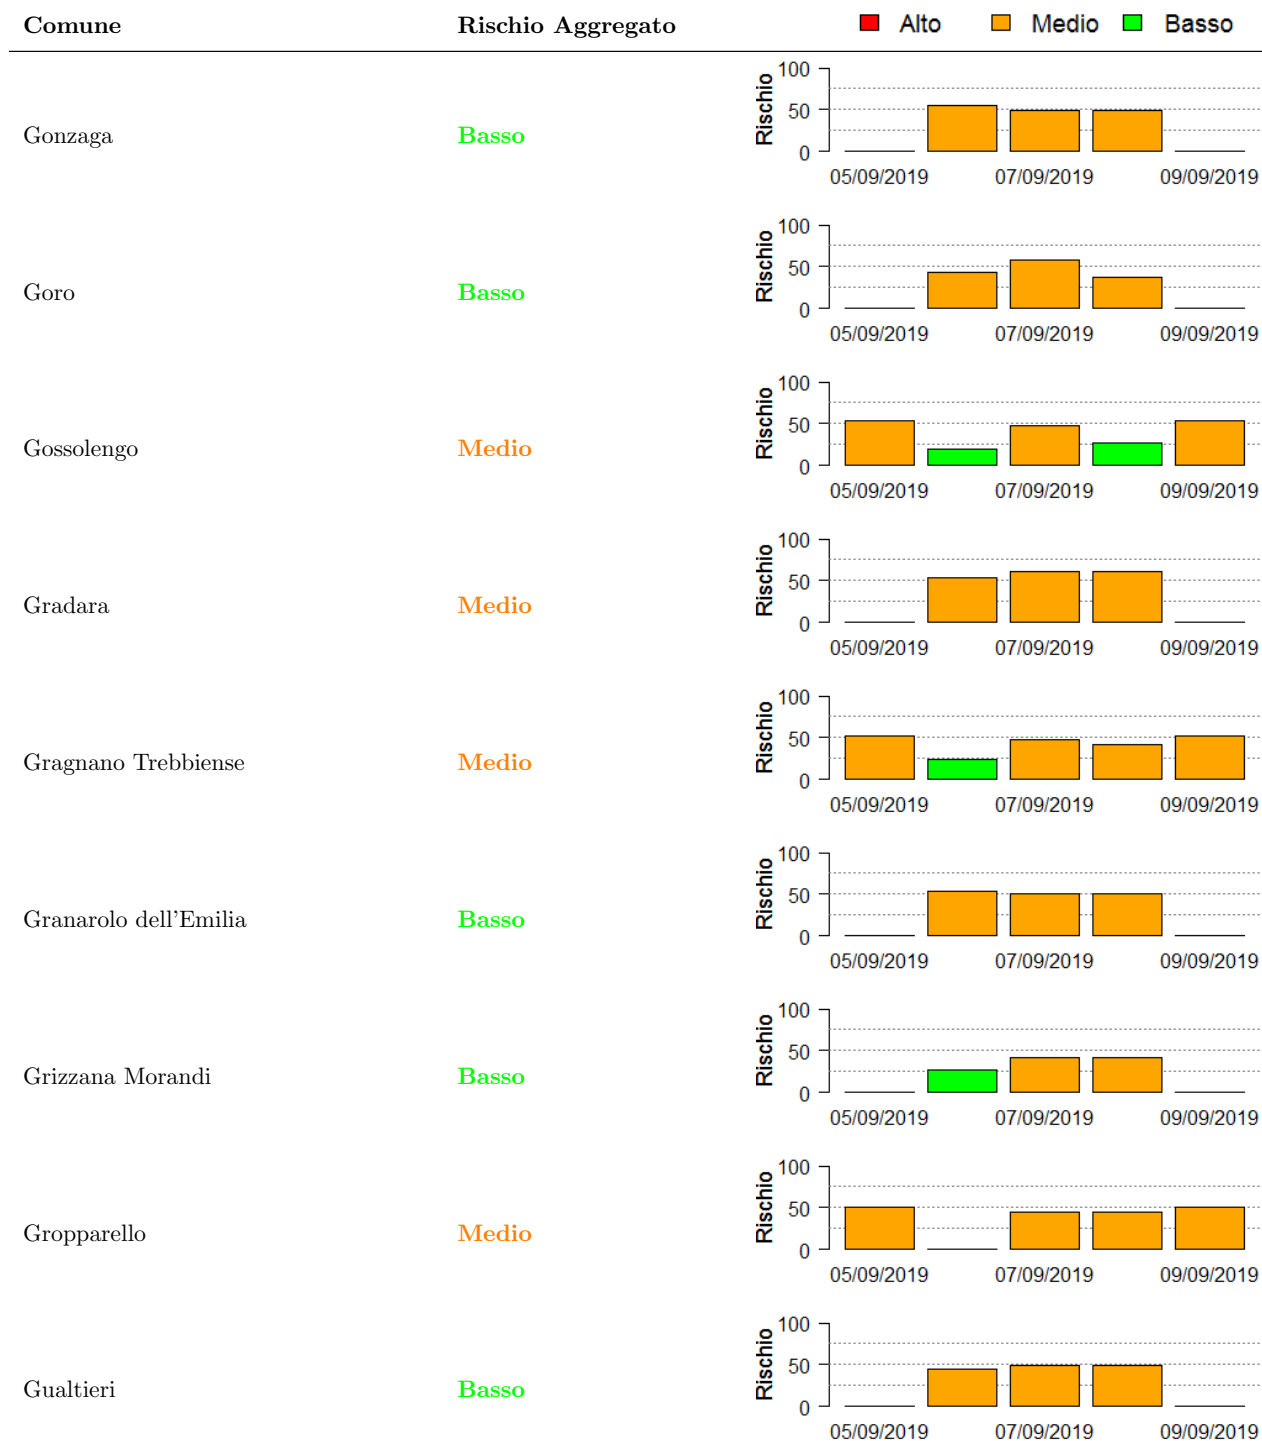 Comune Rischio Aggregato Alto Medio Basso
Gonzaga Basso
Rischio
100
50
0
05/09/2019 07/09/2019 09/09/2019
Goro Basso
Rischio
100
50
0
05/09/2019 07/09/2019 09/09/2019
Gossolengo Medio
Rischio
100
50
0
05/09/2019 07/09/2019 09/09/2019
Gradara Medio
Rischio
100
50
0
05/09/2019 07/09/2019 09/09/2019
Gragnano Trebbiense Medio
Rischio
100
50
0
05/09/2019 07/09/2019 09/09/2019
Granarolo dell'Emilia Basso
Rischio
100
50
0
05/09/2019 07/09/2019 09/09/2019
Grizzana Morandi Basso
Rischio
100
50
0
05/09/2019 07/09/2019 09/09/2019
Gropparello Medio
Rischio
100
50
0
05/09/2019 07/09/2019 09/09/2019
Gualtieri Basso
Rischio
100
50
0
05/09/2019 07/09/2019 09/09/2019